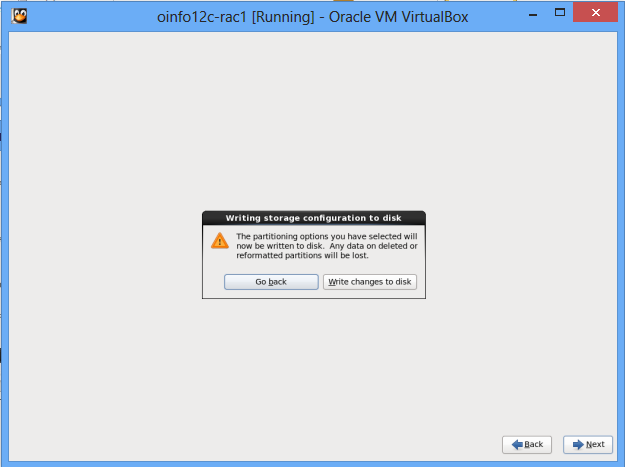 oinfo12c-rac1 [Running] - Oracle VM VirtualBox
Writing storage configuration to disk
The partitioning options you have selected will
now be written to disk. Any data on deleted or
reformatted partitions will be lost.
Go back
Write changes to disk
Back
Next